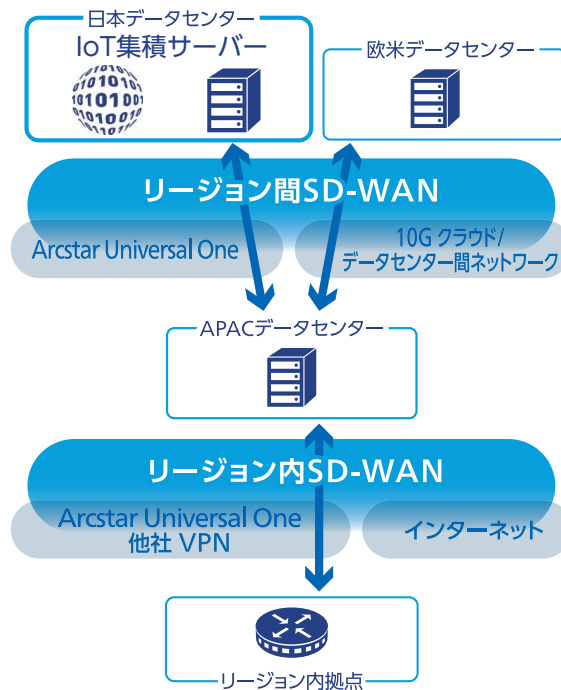 日本データセンター
IoT集積サーバー
欧米データセンター
リージョン間SD-WAN
Arcstar Universal One
10G クラウド/
データセンター間ネットワーク
APACデータセンター
リージョン内SD-WAN
Arcstar Universal One
他社 VPN
インターネット
リージョン内拠点